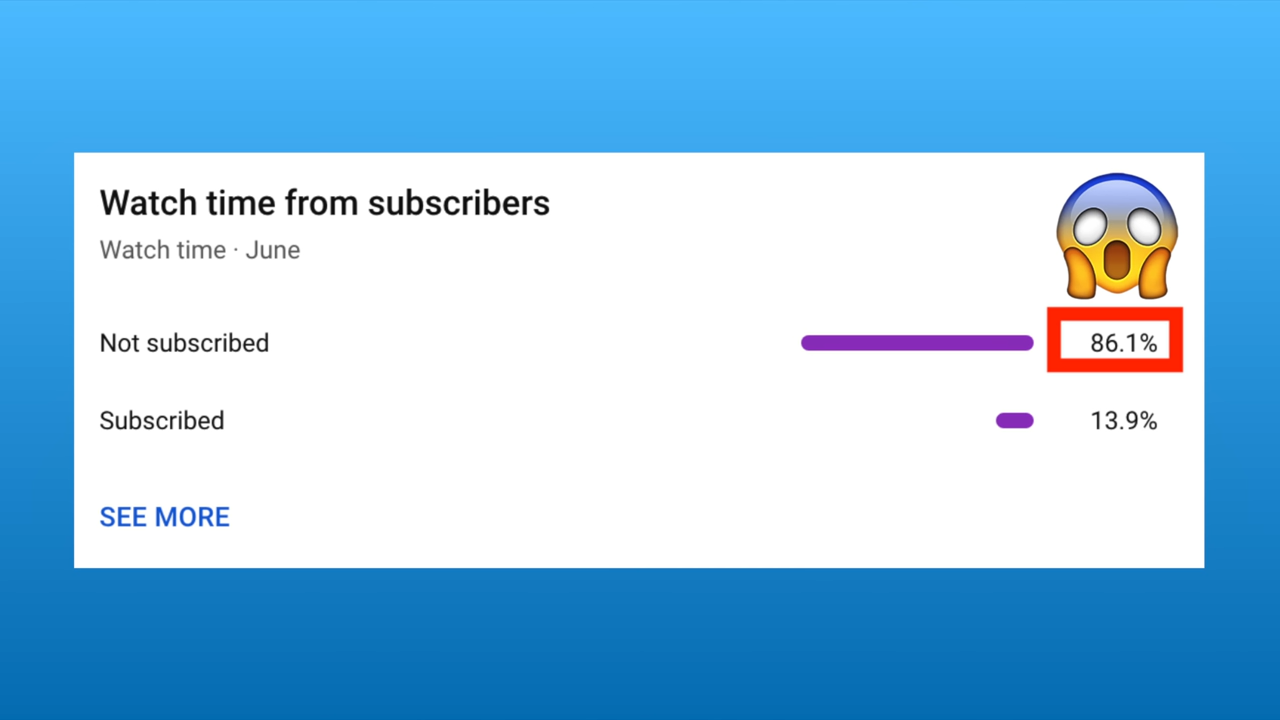 Watch time from subscribers
Watch time · June
Not subscribed 86.1%
Subscribed 13.9%
SEE MORE